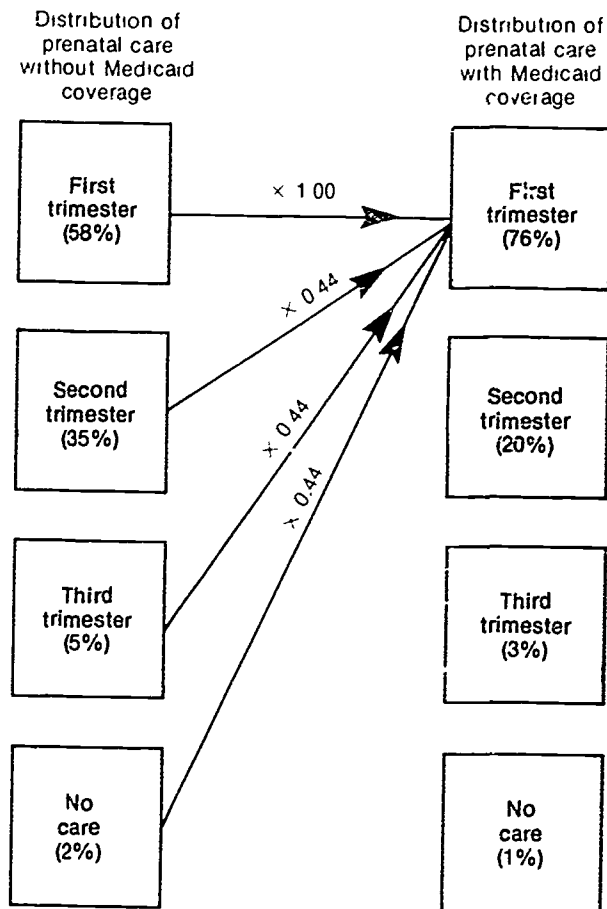 Distribution of
prenatal care
without Medicaid
coverage
Distribution of
prenatal care
with Medicaid
coverage
First
trimester
(58%)
× 1 00
First
trimester
(76%)
× 0.44
Second
trimester
(35%)
Second
trimester
(20%)
× 0.44
× 0.44
Third
trimester
(5%)
Third
trimester
(3%)
No
care
(2%)
No
care
(1%)